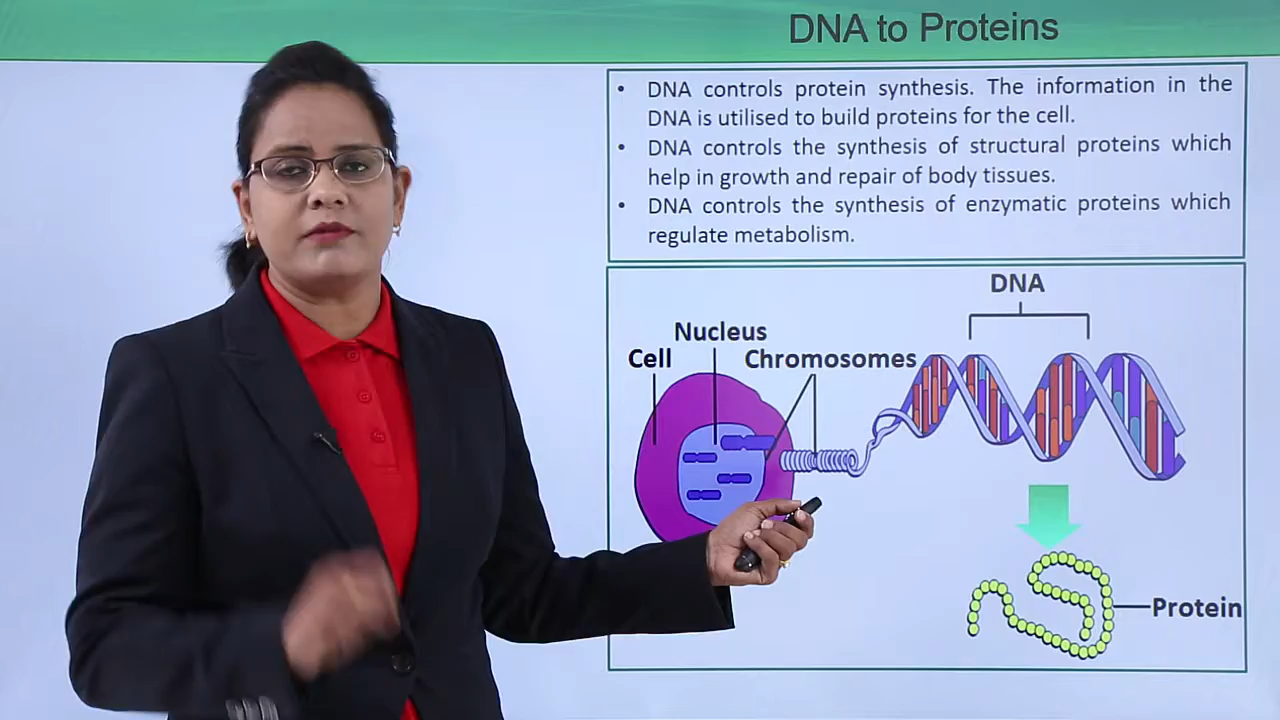 DNA to Proteins
• DNA controls protein synthesis. The information in the
DNA is utilised to build proteins for the cell.
• DNA controls the synthesis of structural proteins which
help in growth and repair of body tissues.
• DNA controls the synthesis of enzymatic proteins which
regulate metabolism.
DNA
Nucleus
Cell
Chromosomes
Protein